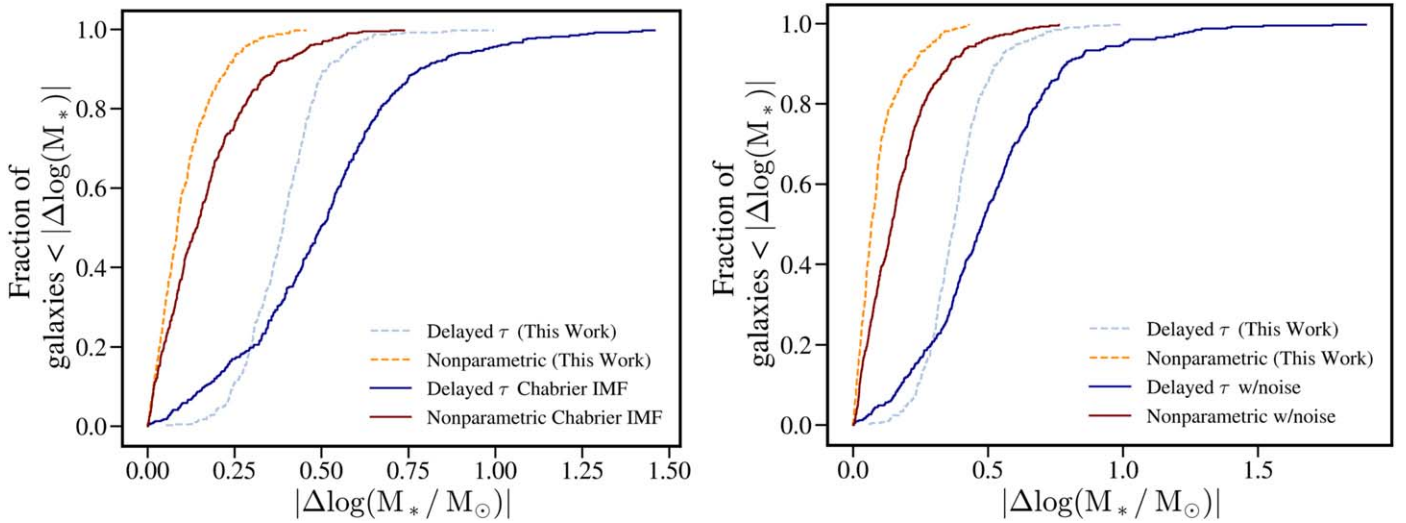 1.0
0.8
0.6
0.4
0.2
0.0
Fraction of
galaxies < |Δlog(M∗)|
0.00 0.25 0.50 0.75 1.00 1.25 1.50
|Δlog(M∗/ M⊙)|
Delayed τ (This Work)
Nonparametric (This Work)
Delayed τ Chabrier IMF
Nonparametric Chabrier IMF
1.0
0.8
0.6
0.4
0.2
0.0
Fraction of
galaxies < |Δlog(M∗)|
0.0 0.5 1.0 1.5
|Δlog(M∗/ M⊙)|
Delayed τ (This Work)
Nonparametric (This Work)
Delayed τ w/noise
Nonparametric w/noise